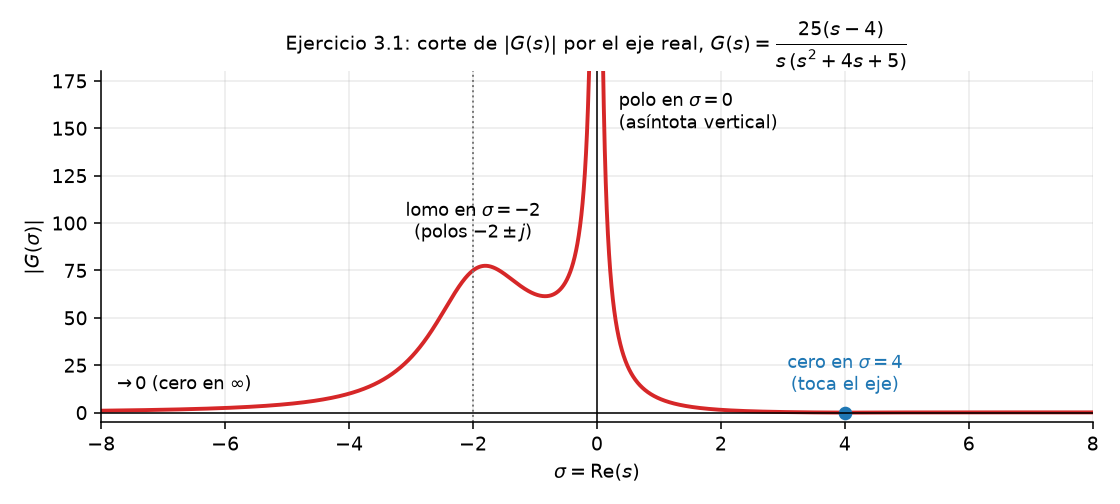 Ejercicio 3.1: corte de |G(s)| por el eje real, G(s) = 25(s − 4) / s (s² + 4s + 5)
175
150
125
100
75
50
25
0
|G(σ)|
polo en σ = 0
(asíntota vertical)
lomo en σ = −2
(polos −2 ± j)
cero en σ = 4
(toca el eje)
→0 (cero en ∞)
−8 −6 −4 −2 0 2 4 6 8
σ = Re(s)